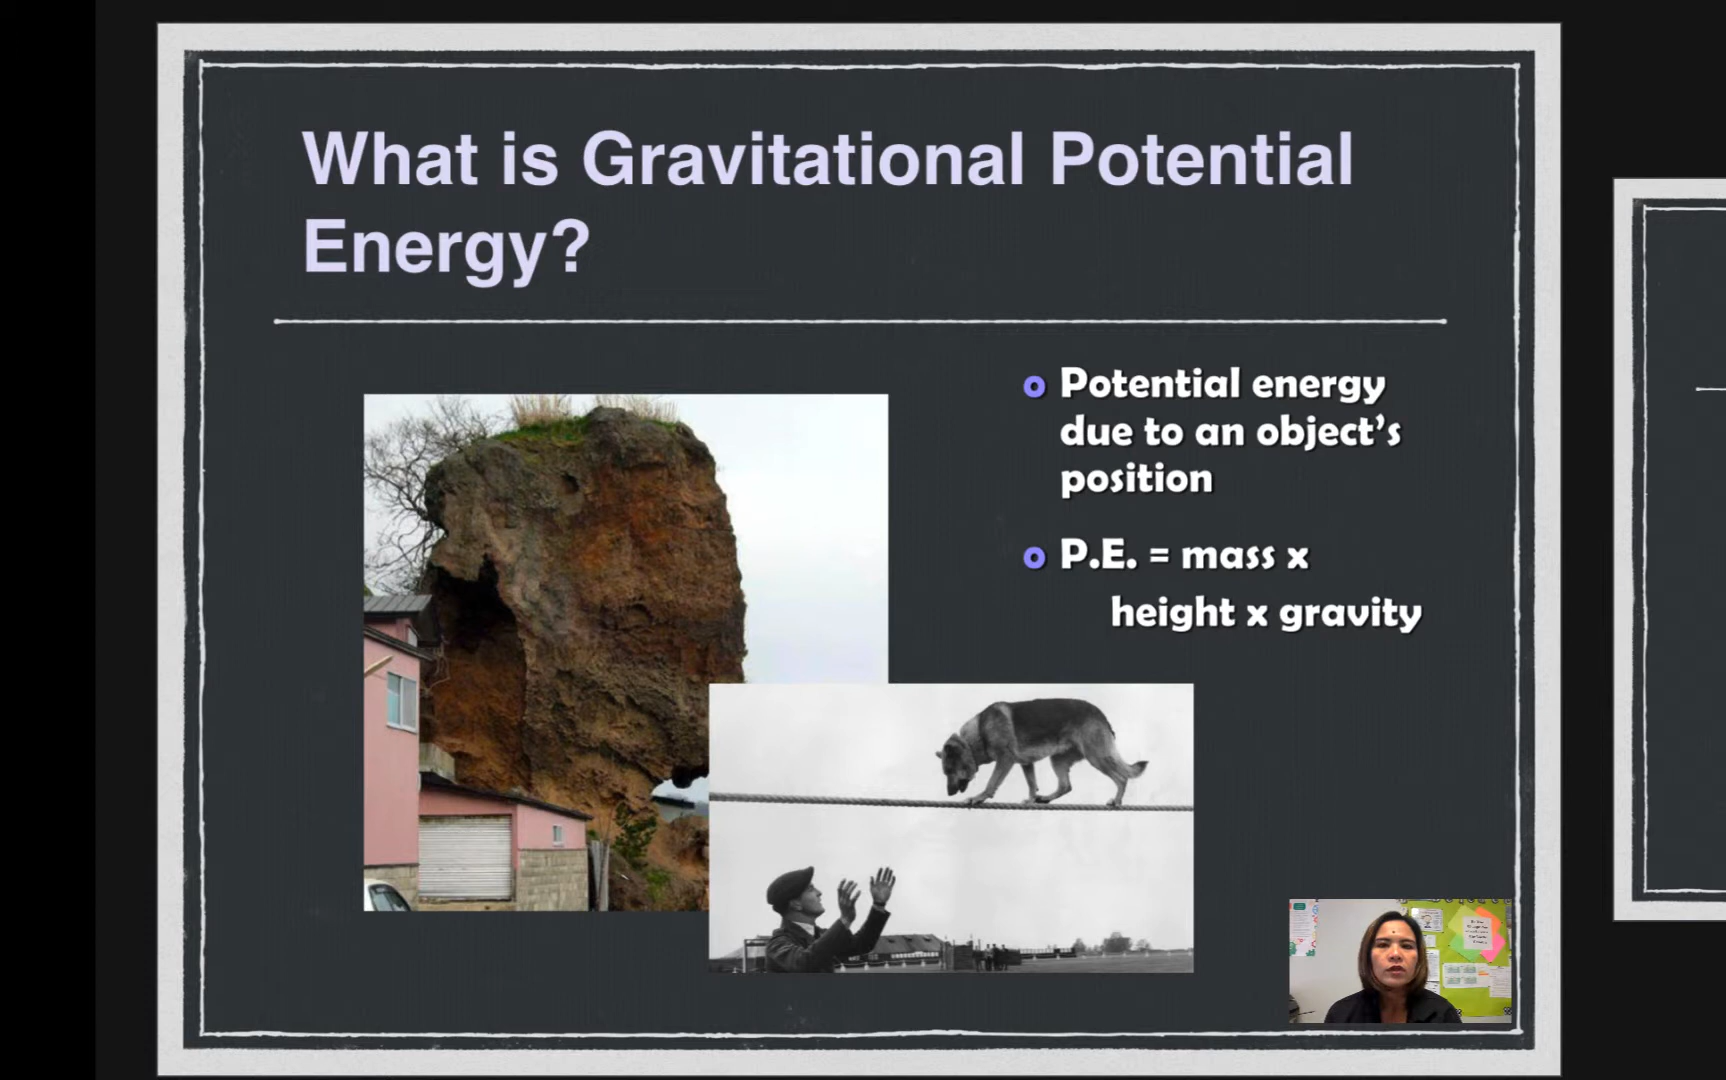 What is Gravitational Potential
Energy?
o Potential energy
due to an object’s
position
o P.E. = mass x
height x gravity